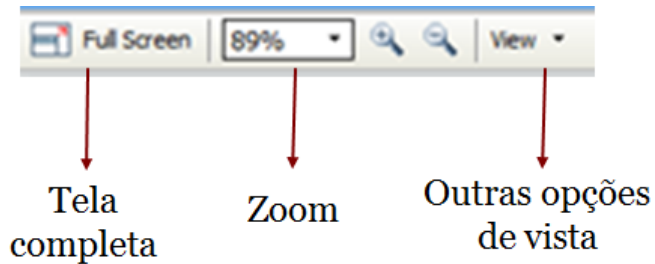 Full Screen 89% View
Tela completa
Zoom
Outras opções de vista